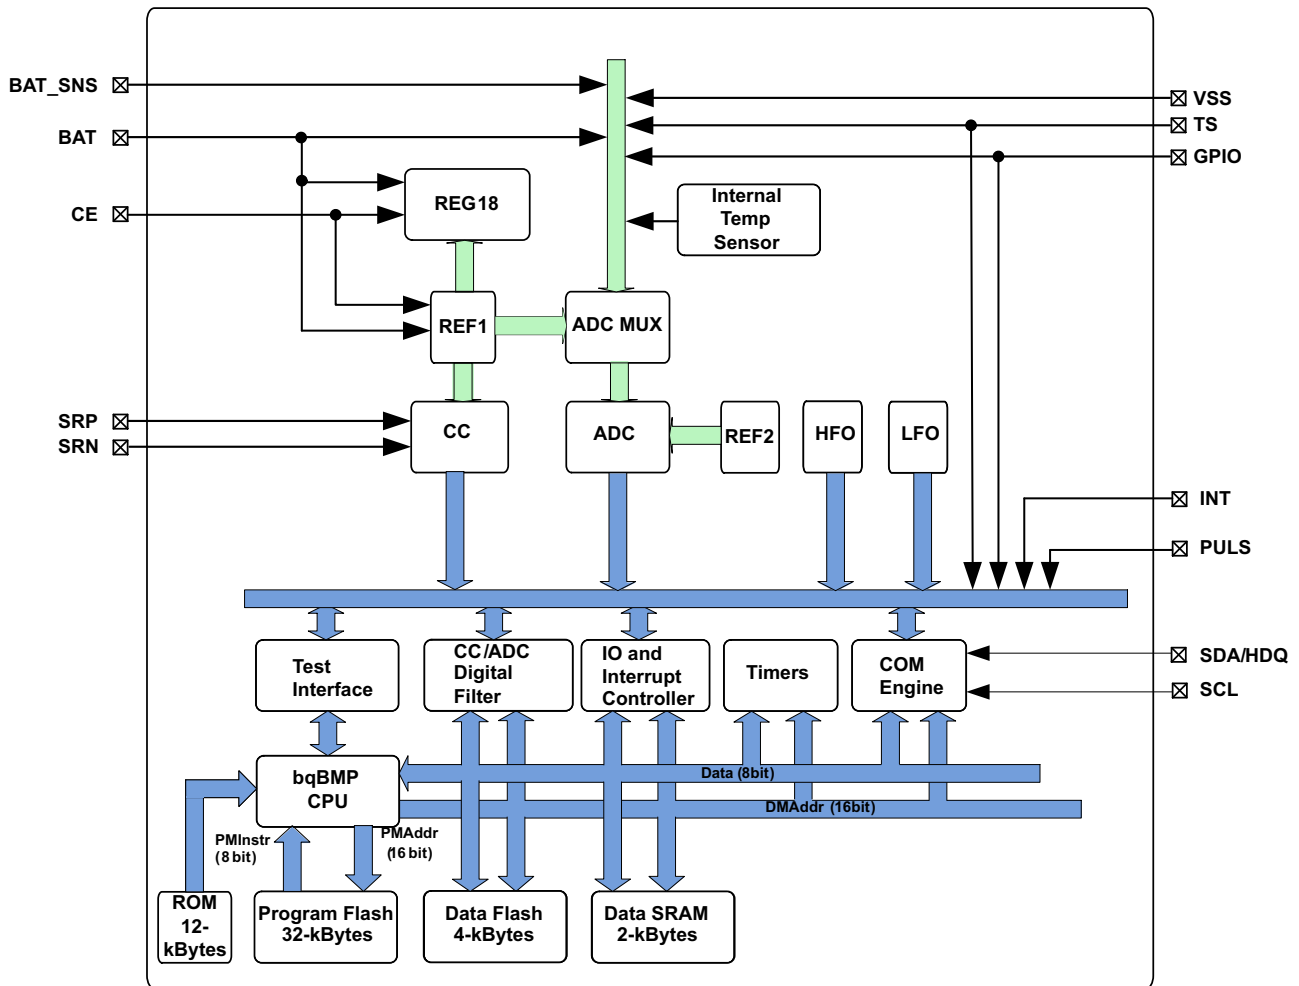 BAT_SNS
VSS
TS
BAT
GPIO
REG18
Internal
Temp
Sensor
CE
REF1
ADC MUX
SRP
CC
ADC
REF2
HFO
LFO
SRN
INT
PULS
Test
Interface
CC/ADC
Digital
Filter
IO and
Interrupt
Controller
Timers
COM
Engine
SDA/HDQ
SCL
bqBMP
CPU
Data (8bit)
DMAddr (16bit)
PMInstr
(8 bit)
PMAddr
(16 bit)
ROM
12-
kBytes
Program Flash
32-kBytes
Data Flash
4-kBytes
Data SRAM
2-kBytes